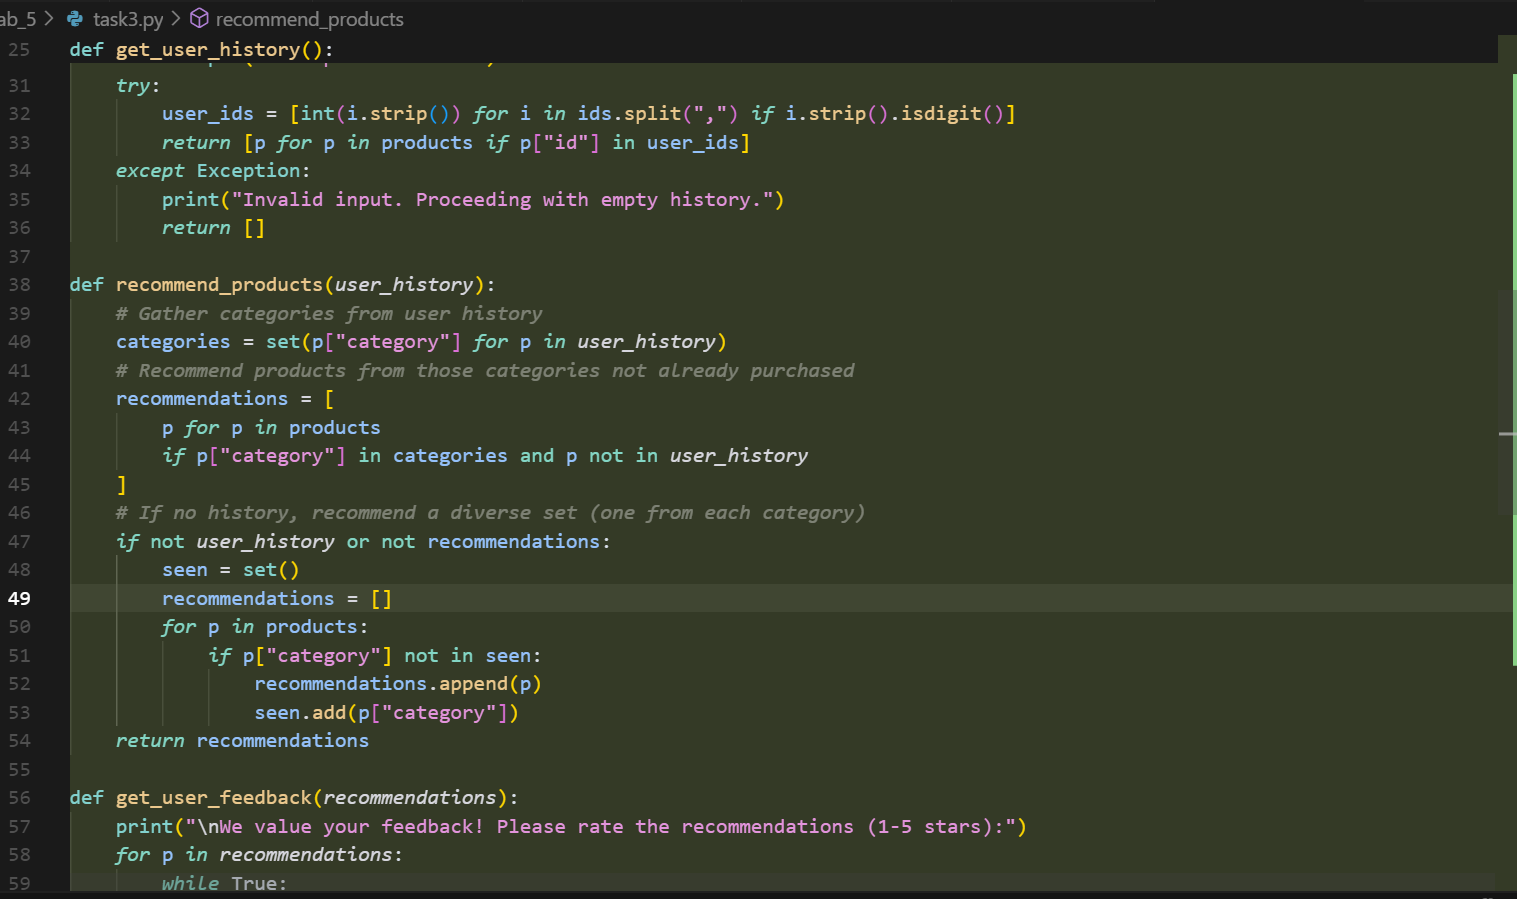 ab_5 > task3.py > recommend_products
25 def get_user_history():
31     try:
32         user_ids = [int(i.strip()) for i in ids.split(",") if i.strip().isdigit()]
33         return [p for p in products if p["id"] in user_ids]
34     except Exception:
35         print("Invalid input. Proceeding with empty history.")
36         return []
37
38 def recommend_products(user_history):
39     # Gather categories from user history
40     categories = set(p["category"] for p in user_history)
41     # Recommend products from those categories not already purchased
42     recommendations = [
43         p for p in products
44         if p["category"] in categories and p not in user_history
45     ]
46     # If no history, recommend a diverse set (one from each category)
47     if not user_history or not recommendations:
48         seen = set()
49         recommendations = []
50         for p in products:
51             if p["category"] not in seen:
52                 recommendations.append(p)
53                 seen.add(p["category"])
54     return recommendations
55
56 def get_user_feedback(recommendations):
57     print("\nWe value your feedback! Please rate the recommendations (1-5 stars):")
58     for p in recommendations:
59         while True: